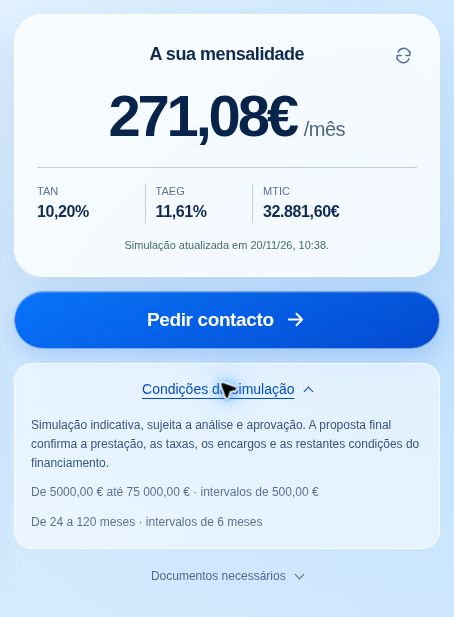 A sua mensalidade
271,08€ /mês
TAN TAEG MTIC
10,20% 11,61% 32.881,60€
Simulação atualizada em 20/11/26, 10:38.
Pedir contacto
Condições da simulação
Simulação indicativa, sujeita a análise e aprovação. A proposta final
confirma a prestação, as taxas, os encargos e as restantes condições do
financiamento.
De 5000,00 € até 75 000,00 € · intervalos de 500,00 €
De 24 a 120 meses · intervalos de 6 meses
Documentos necessários